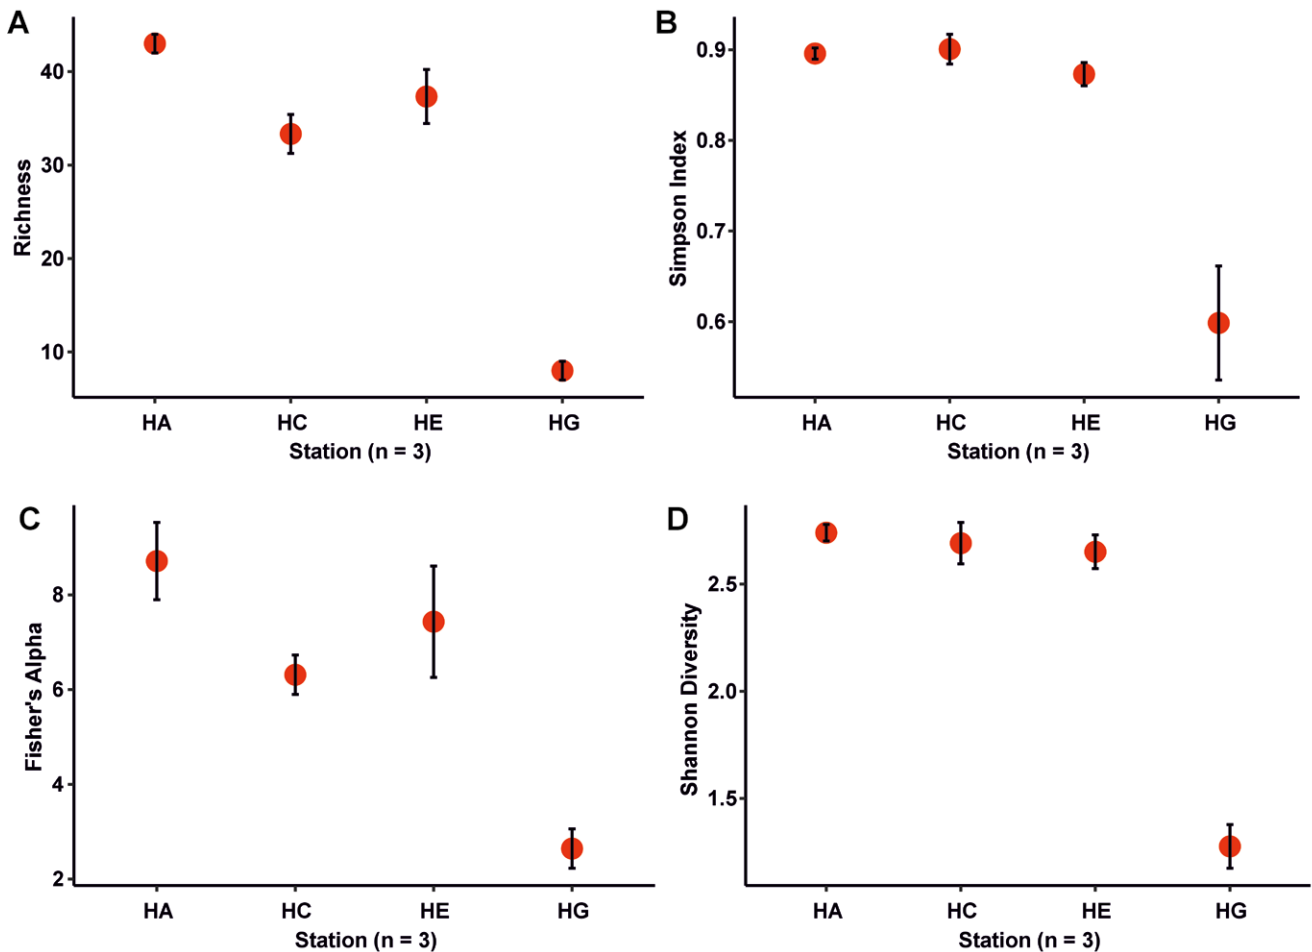 A
Richness
40
30
20
10
HA HC HE HG
Station (n = 3)
B
Simpson Index
0.9
0.8
0.7
0.6
HA HC HE HG
Station (n = 3)
C
Fisher's Alpha
8
6
4
2
HA HC HE HG
Station (n = 3)
D
Shannon Diversity
2.5
2.0
1.5
HA HC HE HG
Station (n = 3)